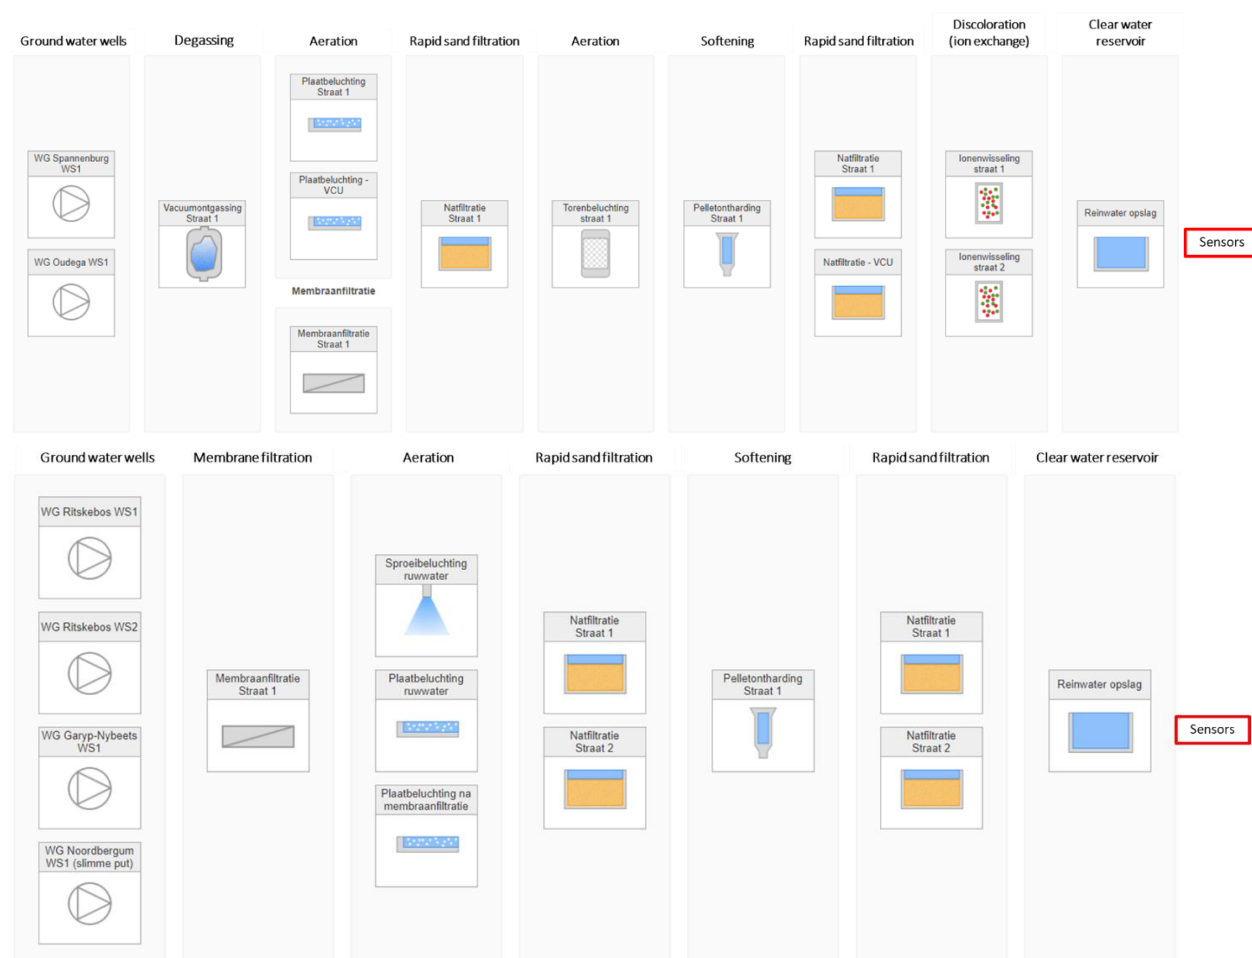 Ground water wells
Degassing
Aeration
Rapid sand filtration
Aeration
Softening
Rapid sand filtration
Discoloration
(ion exchange)
Clear water
reservoir
WG Spannenburg
WS1
WG Oudega WS1
Vacuumontgassing
Straat 1
Plaatbeluchting
Straat 1
Plaatbeluchting -
VCU
Membraanfiltratie
Membraanfiltratie
Straat 1
Natfiltratie
Straat 1
Torenbeluchting
straat 1
Pelletontharding
Straat 1
Natfiltratie
Straat 1
Natfiltratie - VCU
Ionenwisseling
straat 1
Ionenwisseling
straat 2
Reinwater opslag
Sensors
Ground water wells
Membrane filtration
Aeration
Rapid sand filtration
Softening
Rapid sand filtration
Clear water reservoir
WG Ritskebos WS1
WG Ritskebos WS2
WG Garyp-Nybeets
WS1
WG Noordbergum
WS1 (slimme put)
Membraanfiltratie
Straat 1
Sproeibeluchting
ruwwater
Plaatbeluchting
ruwwater
Plaatbeluchting na
membraanfiltratie
Natfiltratie
Straat 1
Natfiltratie
Straat 2
Pelletontharding
Straat 1
Natfiltratie
Straat 1
Natfiltratie
Straat 2
Reinwater opslag
Sensors